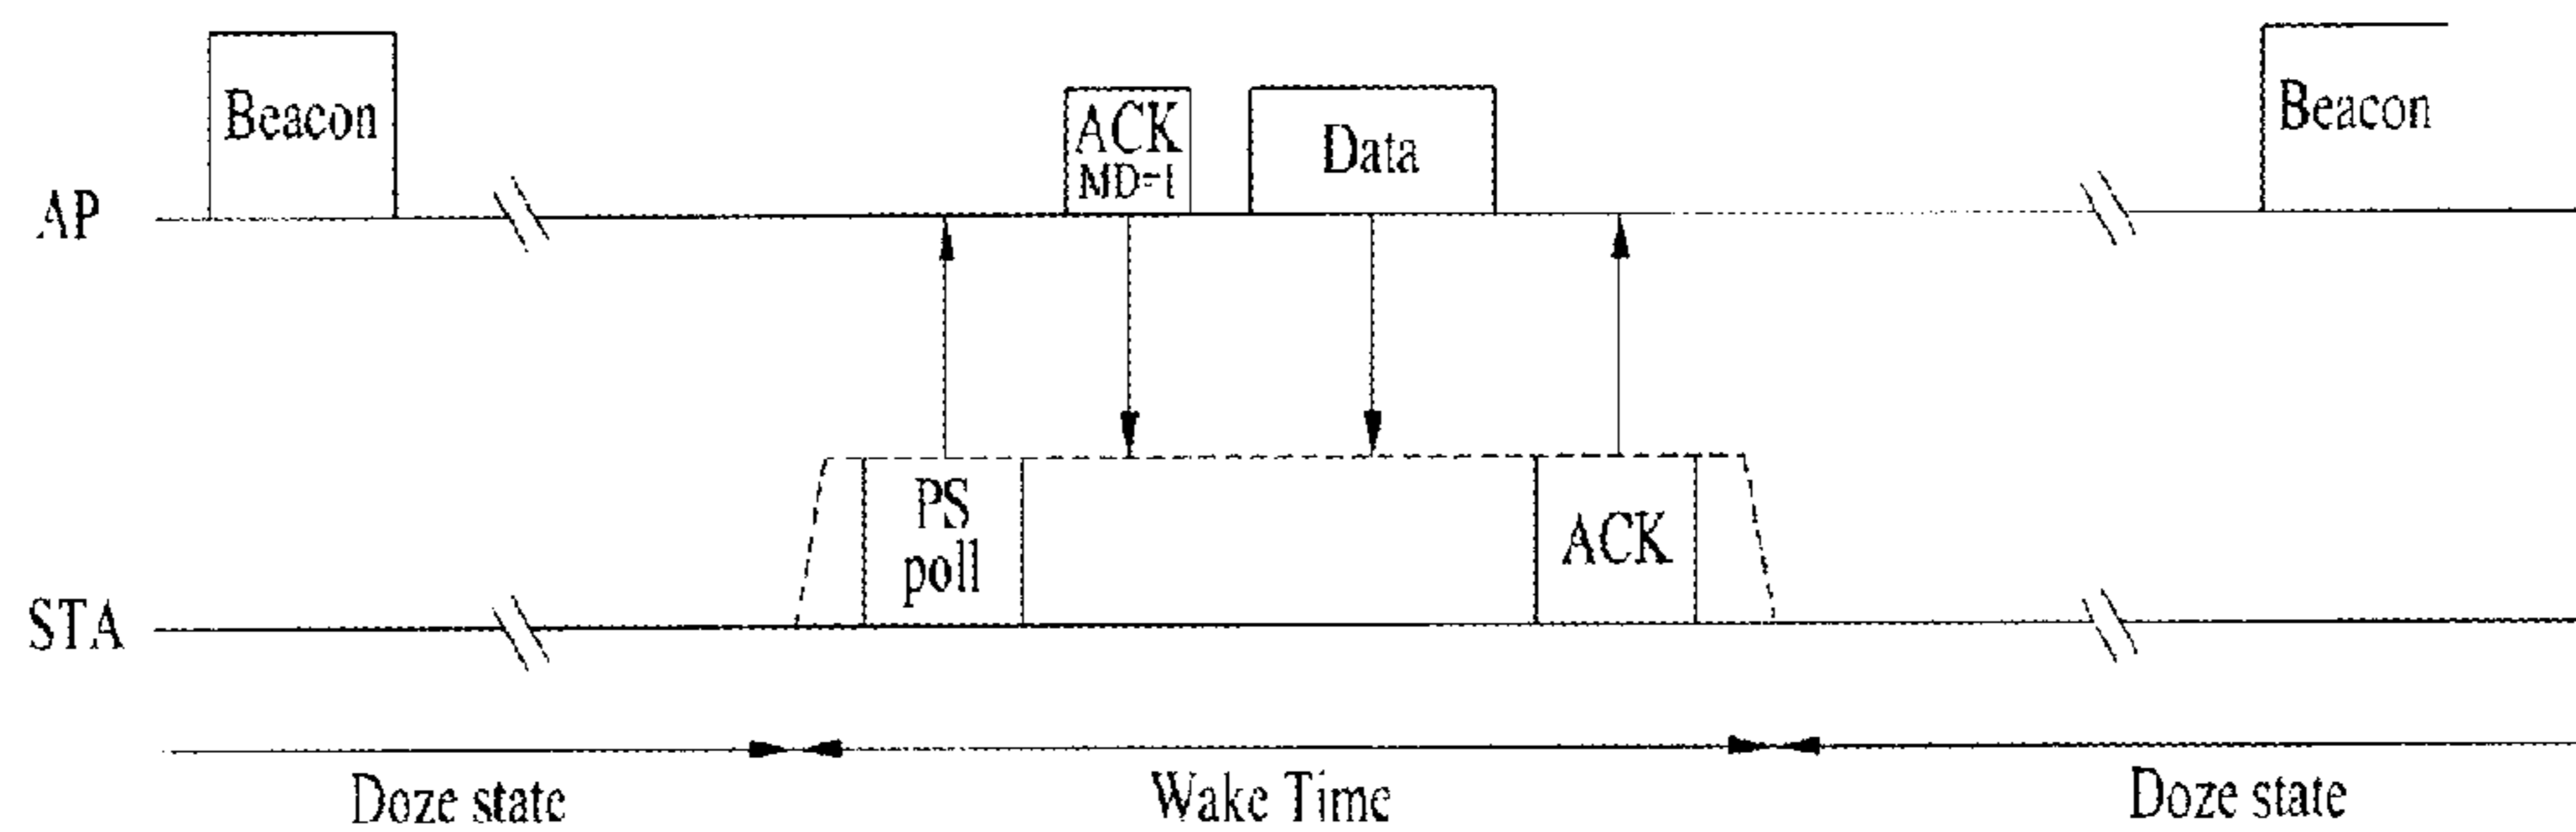 Beacon
ACK
MD=1
Data
Beacon
AP
PS
poll
ACK
STA
Doze state
Wake Time
Doze state